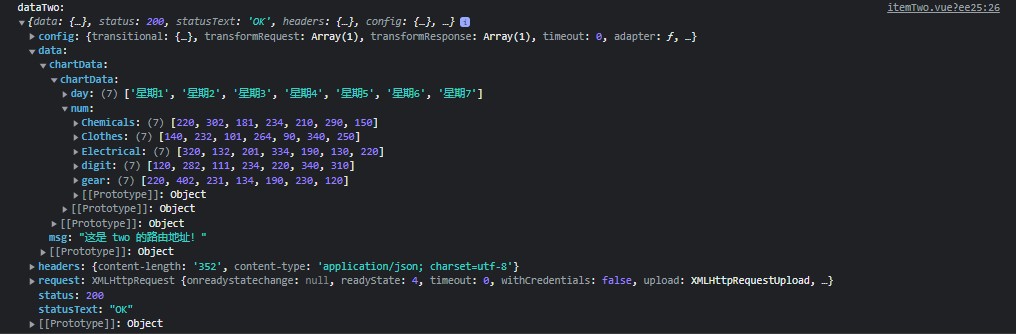 dataTwo: itemTwo.vue?ee25:26
{data: {…}, status: 200, statusText: 'OK', headers: {…}, config: {…}, …}
config: {transitional: {…}, transformRequest: Array(1), transformResponse: Array(1), timeout: 0, adapter: ƒ, …}
data:
chartData:
chartData:
day: (7) ['星期1', '星期2', '星期3', '星期4', '星期5', '星期6', '星期7']
num:
Chemicals: (7) [220, 302, 181, 234, 210, 290, 150]
Clothes: (7) [140, 232, 101, 264, 90, 340, 250]
Electrical: (7) [320, 132, 201, 334, 190, 130, 220]
digit: (7) [120, 282, 111, 234, 220, 340, 310]
gear: (7) [220, 402, 231, 134, 190, 230, 120]
[[Prototype]]: Object
[[Prototype]]: Object
[[Prototype]]: Object
msg: "这是 two 的路由地址！"
[[Prototype]]: Object
headers: {content-length: '352', content-type: 'application/json; charset=utf-8'}
request: XMLHttpRequest {onreadystatechange: null, readyState: 4, timeout: 0, withCredentials: false, upload: XMLHttpRequestUpload, …}
status: 200
statusText: "OK"
[[Prototype]]: Object